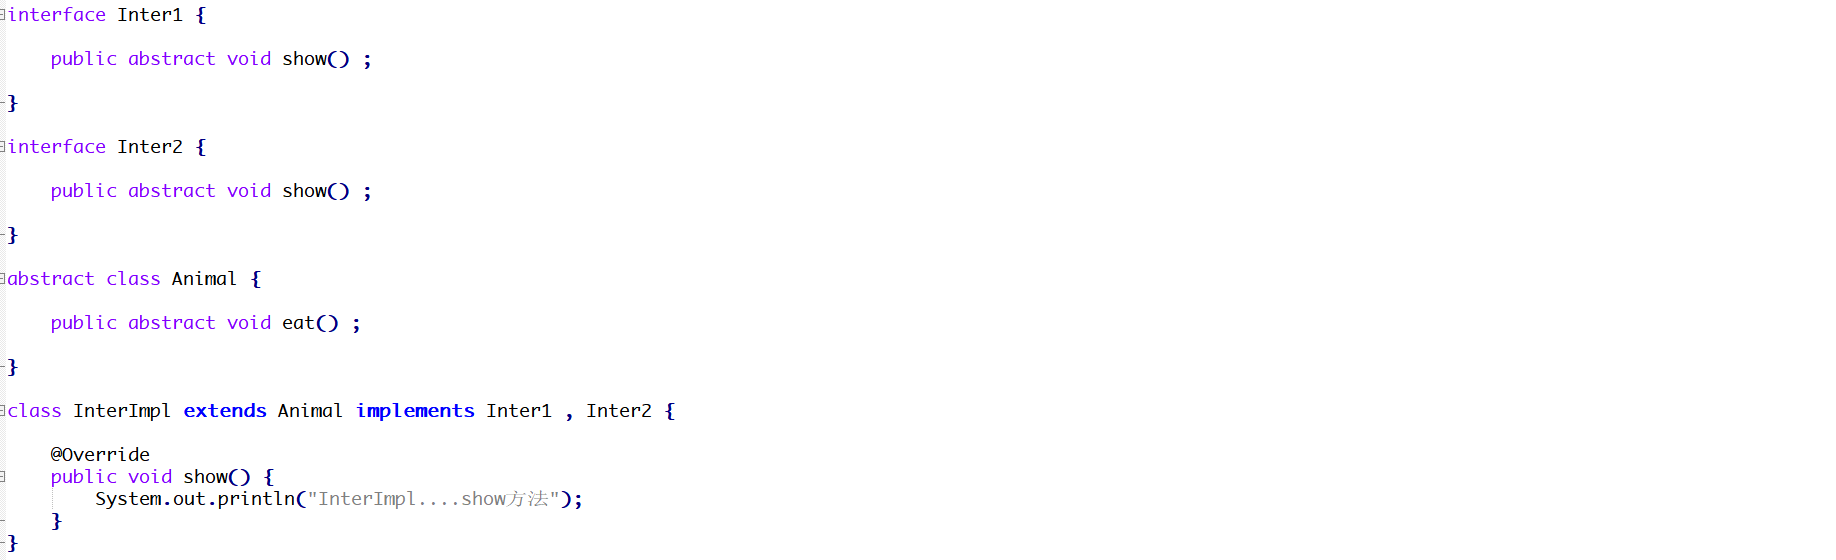 interface Inter1 {
    public abstract void show() ;
}
interface Inter2 {
    public abstract void show() ;
}
abstract class Animal {
    public abstract void eat() ;
}
class InterImpl extends Animal implements Inter1 , Inter2 {
    @Override
    public void show() {
        System.out.println("InterImpl....show方法");
    }
}